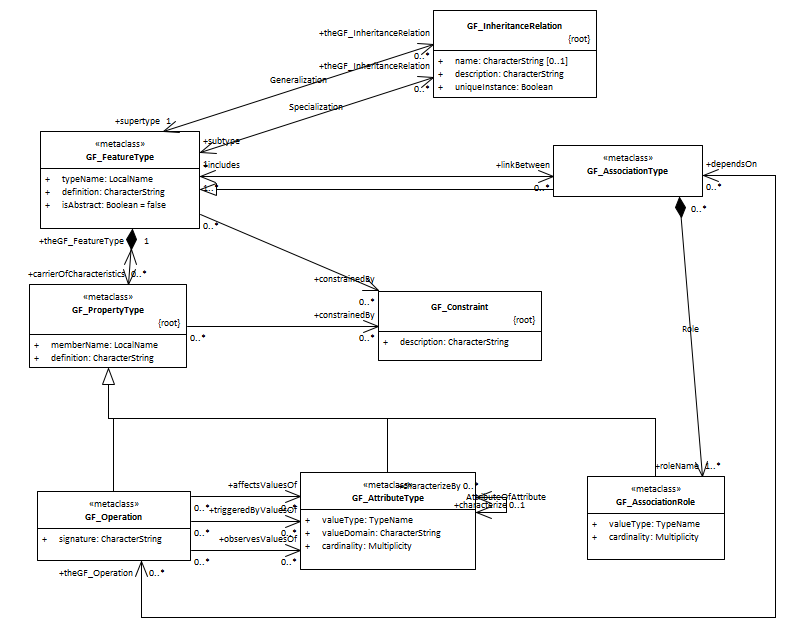 GF_InheritanceRelation
{root}
+ name: CharacterString [0..1]
+ description: CharacterString
+ uniqueInstance: Boolean
+theGF_InheritanceRelation
0..*
+theGF_InheritanceRelation
0..*
Generalization
Specialization
+supertype 1
+subtype
«metaclass»
GF_FeatureType
+ typeName: LocalName
+ definition: CharacterString
+ isAbstract: Boolean = false
+includes
1..*
0..*
+linkBetween
0..*
«metaclass»
GF_AssociationType
+dependsOn
0..*
0..*
+theGF_FeatureType 1
+carrierOfCharacteristics 0..*
«metaclass»
GF_PropertyType
{root}
+ memberName: LocalName
+ definition: CharacterString
0..*
+constrainedBy
0..*
+constrainedBy
0..*
GF_Constraint
{root}
+ description: CharacterString
Role
+roleName 1..*
«metaclass»
GF_Operation
+ signature: CharacterString
+affectsValuesOf
0..*
+triggeredByValuesOf
0..*
0..*
+observesValuesOf
0..*
0..*
+theGF_Operation 0..*
«metaclass»
GF_AttributeType
+ valueType: TypeName
+ valueDomain: CharacterString
+ cardinality: Multiplicity
+characterizeBy 0..*
AttributeOfAttribute
+characterize 0..1
«metaclass»
GF_AssociationRole
+ valueType: TypeName
+ cardinality: Multiplicity